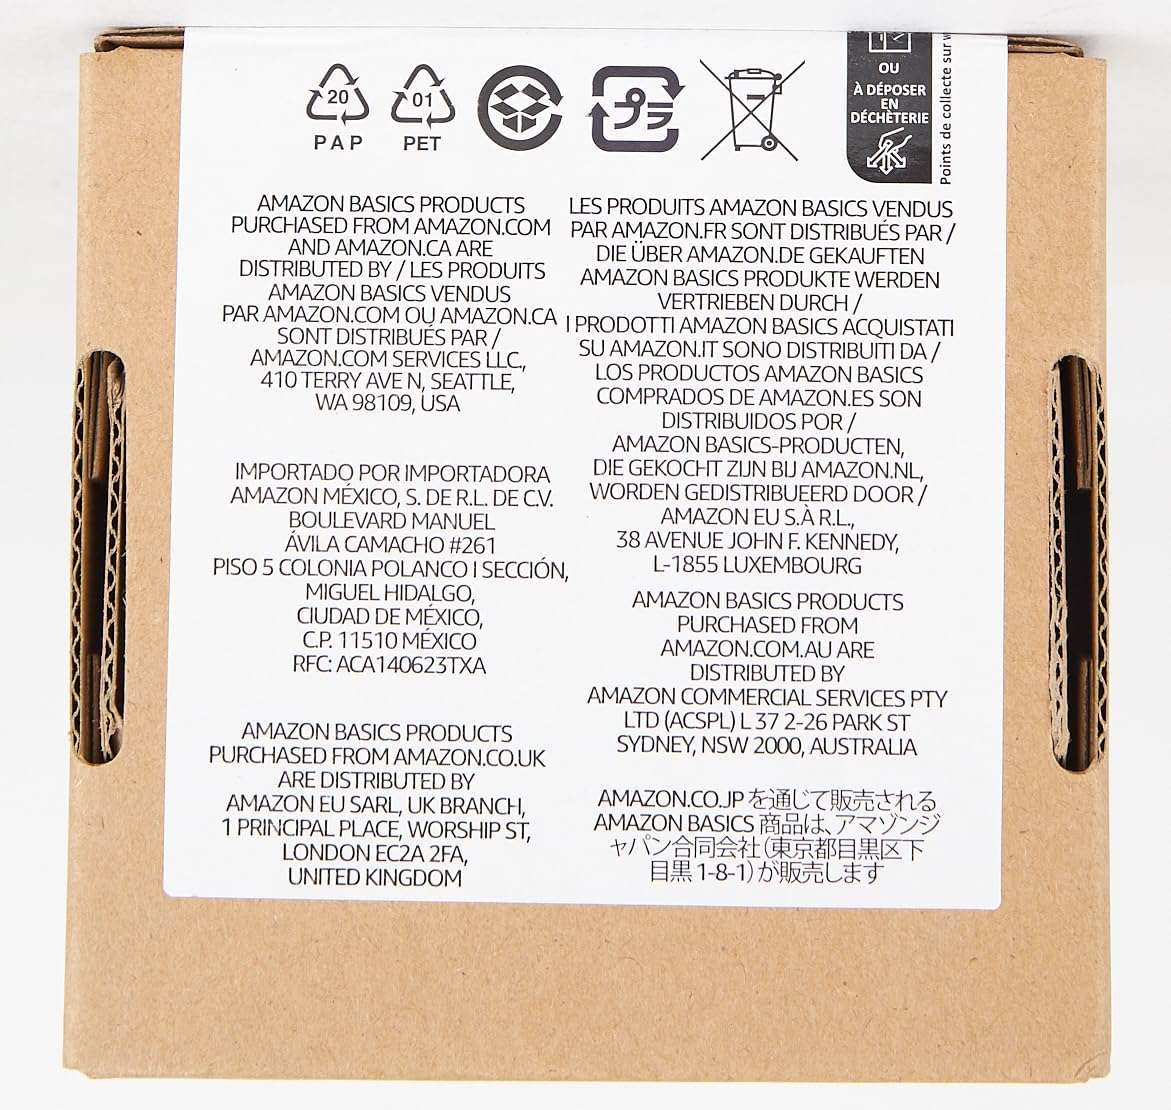 20
PAP
01
PET
プラ
OU
À DÉPOSER
EN
DÉCHÈTERIE
Points de collecte sur
AMAZON BASICS PRODUCTS
PURCHASED FROM AMAZON.COM
AND AMAZON.CA ARE
DISTRIBUTED BY / LES PRODUITS
AMAZON BASICS VENDUS
PAR AMAZON.COM OU AMAZON.CA
SONT DISTRIBUÉS PAR /
AMAZON.COM SERVICES LLC,
410 TERRY AVE N, SEATTLE,
WA 98109, USA
IMPORTADO POR IMPORTADORA
AMAZON MÉXICO, S. DE R.L. DE C.V.
BOULEVARD MANUEL
ÁVILA CAMACHO #261
PISO 5 COLONIA POLANCO I SECCIÓN,
MIGUEL HIDALGO,
CIUDAD DE MÉXICO,
C.P. 11510 MÉXICO
RFC: ACA140623TXA
AMAZON BASICS PRODUCTS
PURCHASED FROM AMAZON.CO.UK
ARE DISTRIBUTED BY
AMAZON EU SARL, UK BRANCH,
1 PRINCIPAL PLACE, WORSHIP ST,
LONDON EC2A 2FA,
UNITED KINGDOM
LES PRODUITS AMAZON BASICS VENDUS
PAR AMAZON.FR SONT DISTRIBUÉS PAR /
DIE ÜBER AMAZON.DE GEKAUFTEN
AMAZON BASICS PRODUKTE WERDEN
VERTRIEBEN DURCH /
I PRODOTTI AMAZON BASICS ACQUISTATI
SU AMAZON.IT SONO DISTRIBUITI DA /
LOS PRODUCTOS AMAZON BASICS
COMPRADOS DE AMAZON.ES SON
DISTRIBUIDOS POR /
AMAZON BASICS-PRODUCTEN,
DIE GEKOCHT ZIJN BIJ AMAZON.NL,
WORDEN GEDISTRIBUEERD DOOR /
AMAZON EU S.À R.L.,
38 AVENUE JOHN F. KENNEDY,
L-1855 LUXEMBOURG
AMAZON BASICS PRODUCTS
PURCHASED FROM
AMAZON.COM.AU ARE
DISTRIBUTED BY
AMAZON COMMERCIAL SERVICES PTY
LTD (ACSPL) L 37 2-26 PARK ST
SYDNEY, NSW 2000, AUSTRALIA
AMAZON.CO.JP を通じて販売される
AMAZON BASICS 商品は、アマゾンジ
ャパン合同会社（東京都目黒区下
目黒 1-8-1）が販売します